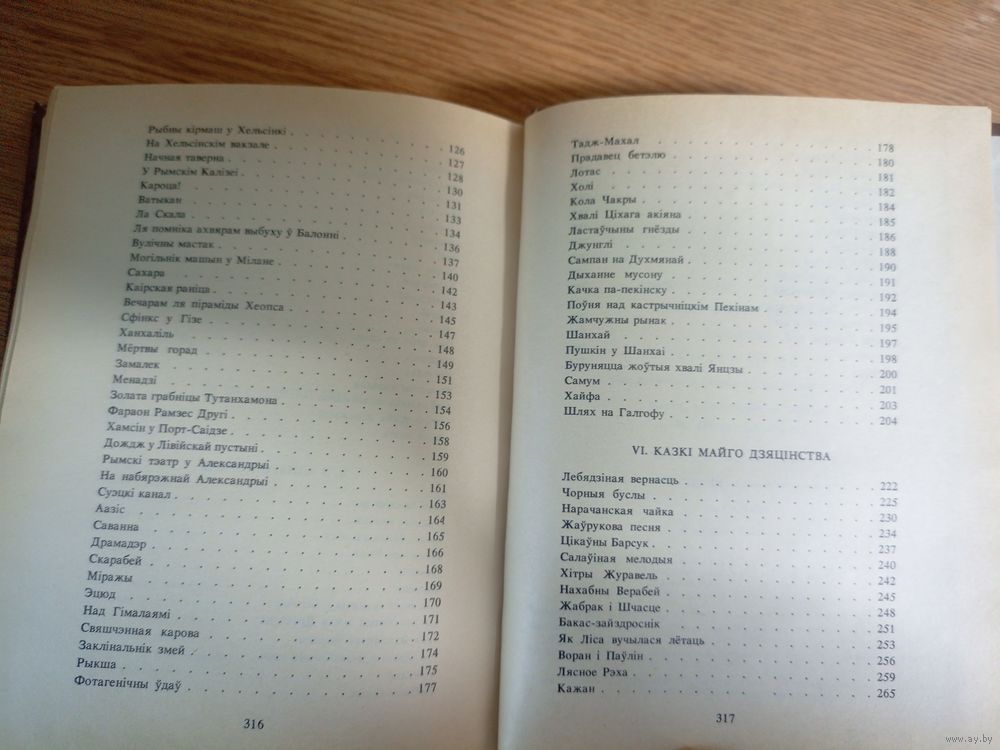 Рыбны кірмаш у Хельсінкі . . . . . . . . 126
На Хельсінскім вакзале . . . . . . . . 127
Начная таверна . . . . . . . . 128
У Рымскім Калізеі . . . . . . . . 130
Кароца! . . . . . . . . 131
Ватыкан . . . . . . . . 133
Ла Скала . . . . . . . . 134
Ля помніка ахвярам выбуху ў Балонні . . . . . . . . 136
Вулічны мастак . . . . . . . . 137
Могільнік машын у Мілане . . . . . . . . 140
Сахара . . . . . . . . 142
Каірская раніца . . . . . . . . 143
Вечарам ля піраміды Хеопса . . . . . . . . 145
Сфінкс у Гізе . . . . . . . . 147
Ханхаліль . . . . . . . . 148
Мёртвы горад . . . . . . . . 149
Замалек . . . . . . . . 151
Менадзі . . . . . . . . 153
Золата грабніцы Тутанхамона . . . . . . . . 154
Фараон Рамзес Другі . . . . . . . . 156
Хамсін у Порт-Саідзе . . . . . . . . 158
Дождж у Лівійскай пустыні . . . . . . . . 159
Рымскі тэатр у Александрыі . . . . . . . . 160
На набярэжнай Александрыі . . . . . . . . 161
Суэцкі канал . . . . . . . . 163
Аазіс . . . . . . . . 164
Саванна . . . . . . . . 165
Драмадэр . . . . . . . . 166
Скарабей . . . . . . . . 168
Міражы . . . . . . . . 169
Эцюд . . . . . . . . 170
Над Гімалаямі . . . . . . . . 171
Свяшчэнная карова . . . . . . . . 172
Заклінальнік змей . . . . . . . . 174
Рыкша . . . . . . . . 175
Фотагенічны ўдаў . . . . . . . . 177
316
Тадж-Махал . . . . . . . . 178
Прадавец бетэлю . . . . . . . . 180
Лотас . . . . . . . . 181
Холі . . . . . . . . 182
Кола Чакры . . . . . . . . 184
Хвалі Ціхага акіяна . . . . . . . . 185
Ластаўчыны гнёзды . . . . . . . . 186
Джунглі . . . . . . . . 188
Сампан на Духмянай . . . . . . . . 190
Дыханне мусону . . . . . . . . 191
Качка па-пекінску . . . . . . . . 192
Поўня над кастрычніцкім Пекінам . . . . . . . . 194
Жамчужны рынак . . . . . . . . 195
Шанхай . . . . . . . . 197
Пушкін у Шанхаі . . . . . . . . 198
Буруняцца жоўтыя хвалі Янцзы . . . . . . . . 200
Самум . . . . . . . . 201
Хайфа . . . . . . . . 203
Шлях на Галгофу . . . . . . . . 204
VI. КАЗКІ МАЙГО ДЗЯЦІНСТВА
Лебядзіная вернасць . . . . . . . . 222
Чорныя буслы . . . . . . . . 225
Нарачанская чайка . . . . . . . . 230
Жаўрукова песня . . . . . . . . 234
Цікаўны Барсук . . . . . . . . 237
Салаўіная мелодыя . . . . . . . . 240
Хітры Журавель . . . . . . . . 242
Нахабны Верабей . . . . . . . . 245
Жабрак і Шчасце . . . . . . . . 248
Бакас-зайздроснік . . . . . . . . 251
Як Ліса вучылася лётаць . . . . . . . . 253
Воран і Паўлін . . . . . . . . 256
Лясное Рэха . . . . . . . . 259
Кажан . . . . . . . . 265
317
www.ay.by